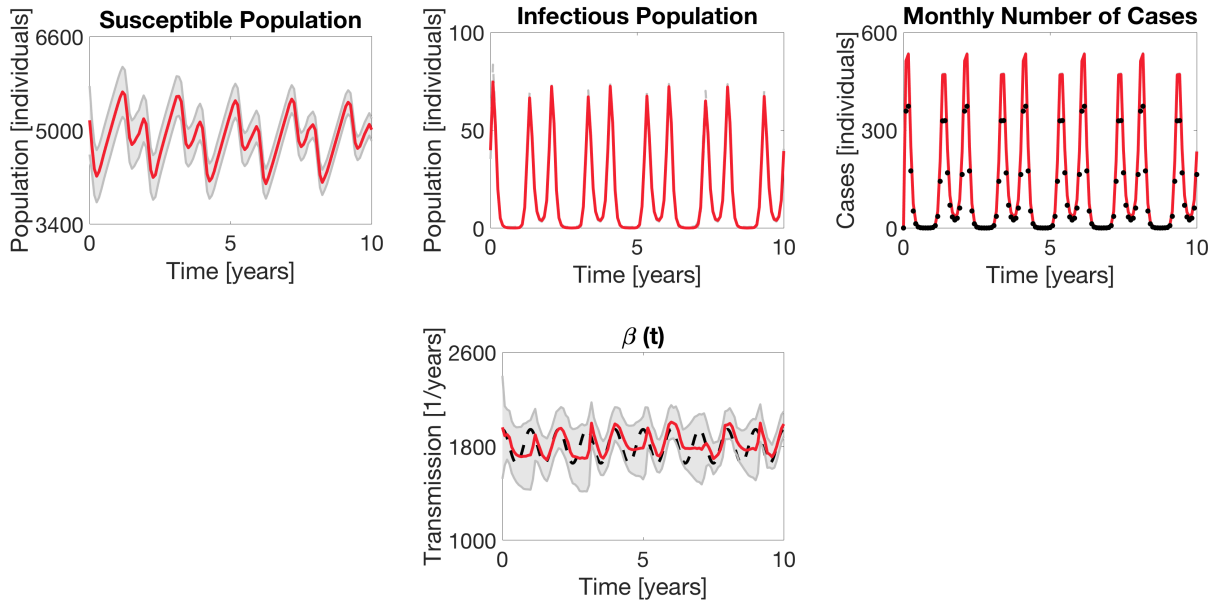 Susceptible Population
Population [individuals]
6600
5000
3400
0
5
10
Time [years]
Infectious Population
Population [individuals]
100
50
0
0
5
10
Time [years]
Monthly Number of Cases
Cases [individuals]
600
300
0
0
5
10
Time [years]
β (t)
Transmission [1/years]
2600
1800
1000
0
5
10
Time [years]